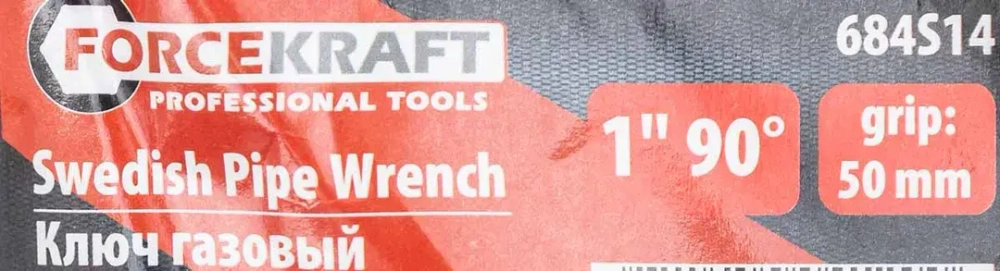 FORCEKRAFT
PROFESSIONAL TOOLS
684S14
1" 90°
grip:
50 mm
Swedish Pipe Wrench
Ключ газовый